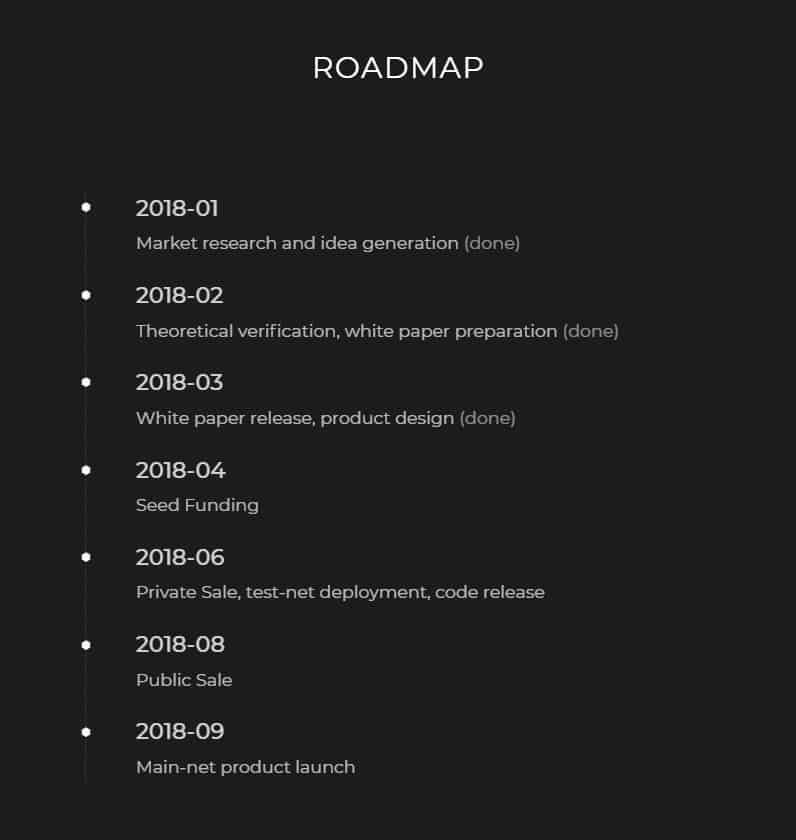 ROADMAP
2018-01
Market research and idea generation (done)
2018-02
Theoretical verification, white paper preparation (done)
2018-03
White paper release, product design (done)
2018-04
Seed Funding
2018-06
Private Sale, test-net deployment, code release
2018-08
Public Sale
2018-09
Main-net product launch